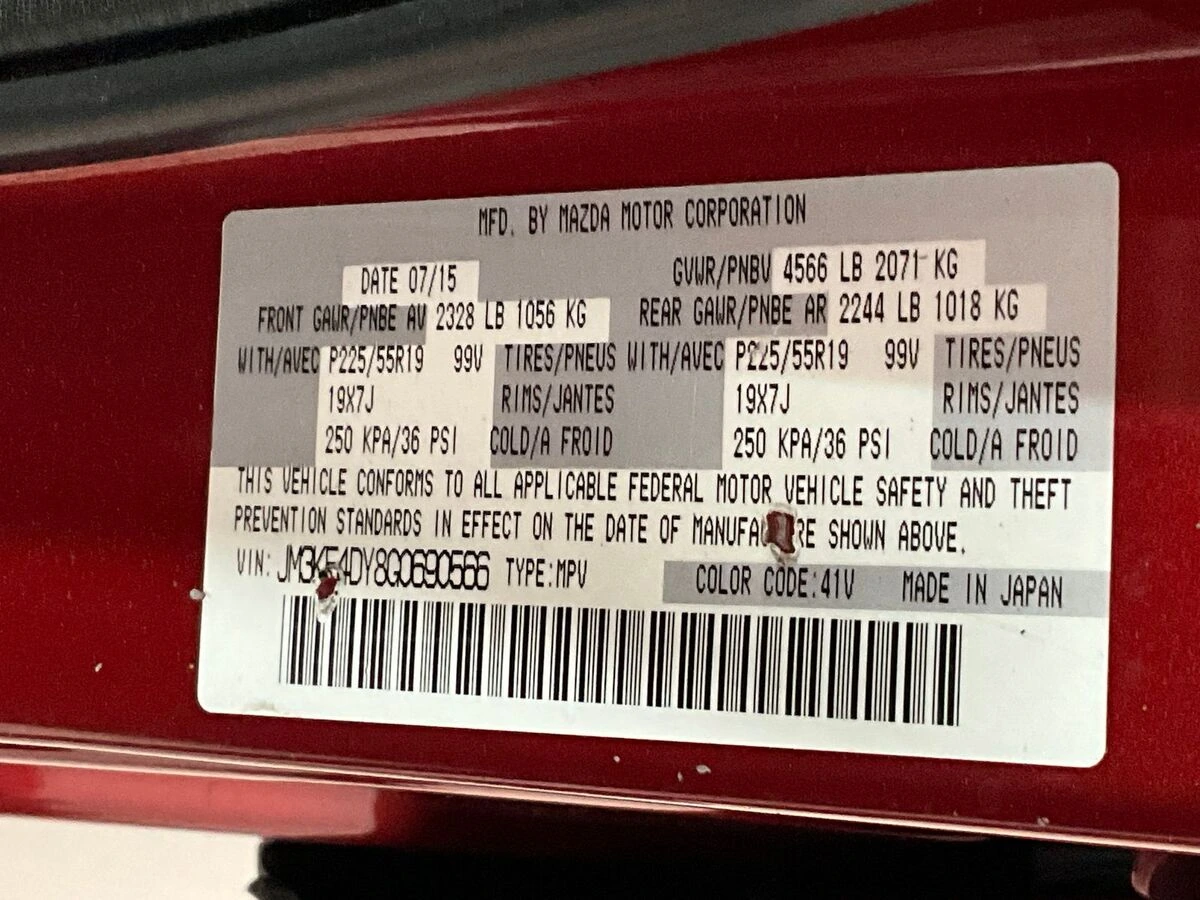 MFD. BY MAZDA MOTOR CORPORATION
DATE 07/15 GVWR/PNBV 4566 LB 2071 KG
FRONT GAWR/PNBE AV 2328 LB 1056 KG REAR GAWR/PNBE AR 2244 LB 1018 KG
WITH/AVEC P225/55R19 99V TIRES/PNEUS WITH/AVEC P225/55R19 99V TIRES/PNEUS
19X7J RIMS/JANTES 19X7J RIMS/JANTES
250 KPA/36 PSI COLD/A FROID 250 KPA/36 PSI COLD/A FROID
THIS VEHICLE CONFORMS TO ALL APPLICABLE FEDERAL MOTOR VEHICLE SAFETY AND THEFT
PREVENTION STANDARDS IN EFFECT ON THE DATE OF MANUFACTURE SHOWN ABOVE.
VIN: JM3KE4DY8G0690566 TYPE:MPV COLOR CODE:41V MADE IN JAPAN